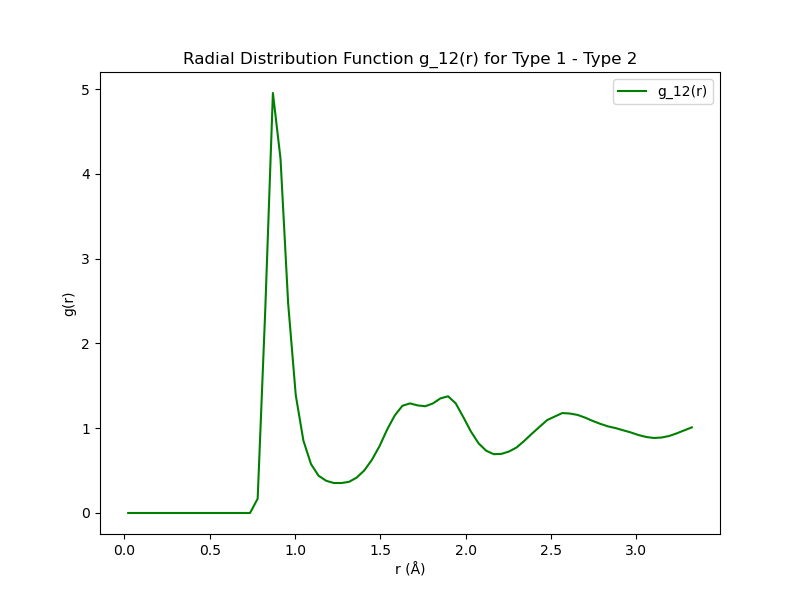 Radial Distribution Function g_12(r) for Type 1 - Type 2
g_12(r)
5
4
3
2
1
0
g(r)
0.0 0.5 1.0 1.5 2.0 2.5 3.0
r (Å)